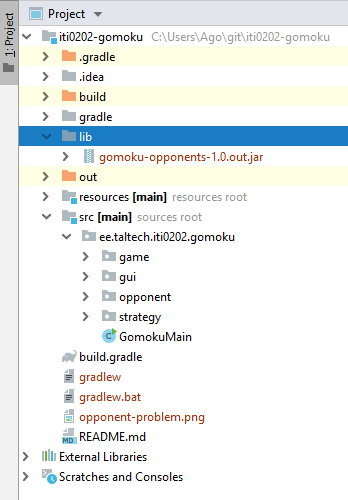 1: Project
Project
iti0202-gomoku C:\Users\Ago\git\iti0202-gomoku
.gradle
.idea
build
gradle
lib
gomoku-opponents-1.0.out.jar
out
resources [main] resources root
src [main] sources root
ee.taltech.iti0202.gomoku
game
gui
opponent
strategy
C GomokuMain
build.gradle
gradlew
gradlew.bat
opponent-problem.png
MD README.md
External Libraries
Scratches and Consoles